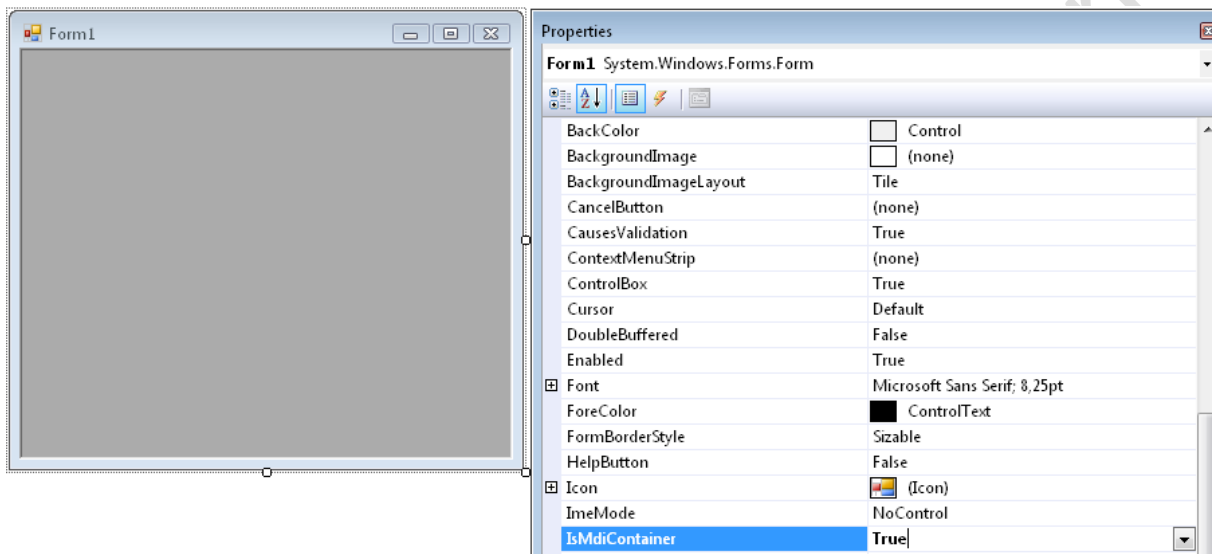 Form1
Properties
Form1 System.Windows.Forms.Form
BackColor Control
BackgroundImage (none)
BackgroundImageLayout Tile
CancelButton (none)
CausesValidation True
ContextMenuStrip (none)
ControlBox True
Cursor Default
DoubleBuffered False
Enabled True
Font Microsoft Sans Serif; 8,25pt
ForeColor ControlText
FormBorderStyle Sizable
HelpButton False
Icon (Icon)
ImeMode NoControl
IsMdiContainer True